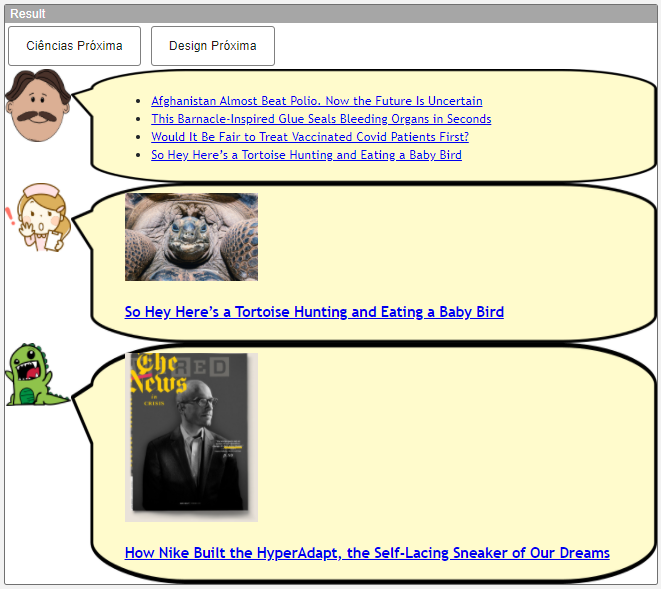 Result
Ciências Próxima
Design Próxima
Afghanistan Almost Beat Polio. Now the Future Is Uncertain
This Barnacle-Inspired Glue Seals Bleeding Organs in Seconds
Would It Be Fair to Treat Vaccinated Covid Patients First?
So Hey Here’s a Tortoise Hunting and Eating a Baby Bird
!
So Hey Here’s a Tortoise Hunting and Eating a Baby Bird
The
News
in
CRISIS
How Nike Built the HyperAdapt, the Self-Lacing Sneaker of Our Dreams